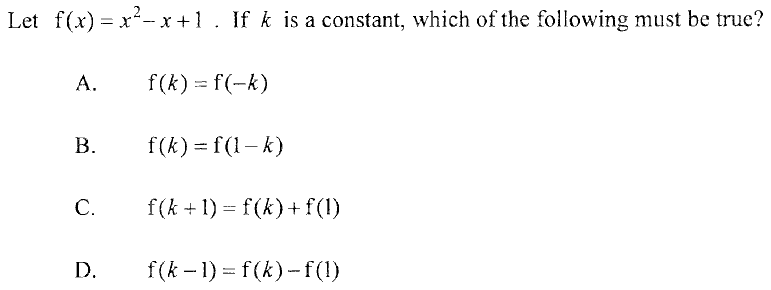 Let f(x) = x² – x + 1 . If k is a constant, which of the following must be true?
A. f(k) = f(−k)
B. f(k) = f(1 – k)
C. f(k + 1) = f(k) + f(1)
D. f(k – 1) = f(k) – f(1)